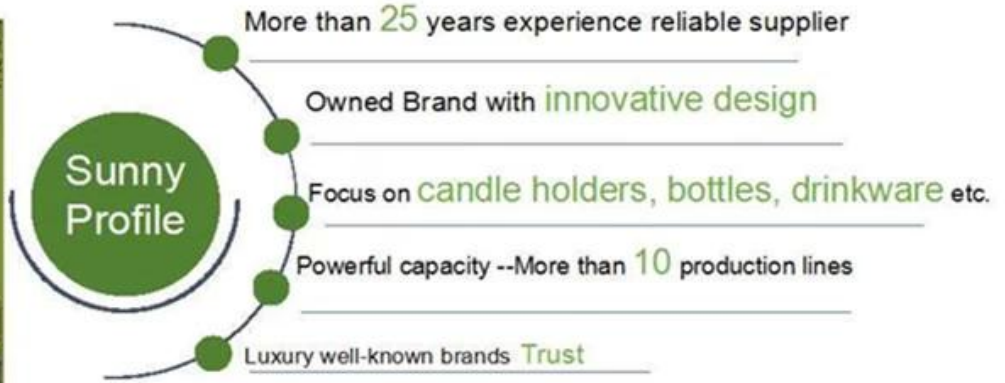 Sunny
Profile
More than 25 years experience reliable supplier
Owned Brand with innovative design
Focus on candle holders, bottles, drinkware etc.
Powerful capacity --More than 10 production lines
Luxury well-known brands Trust